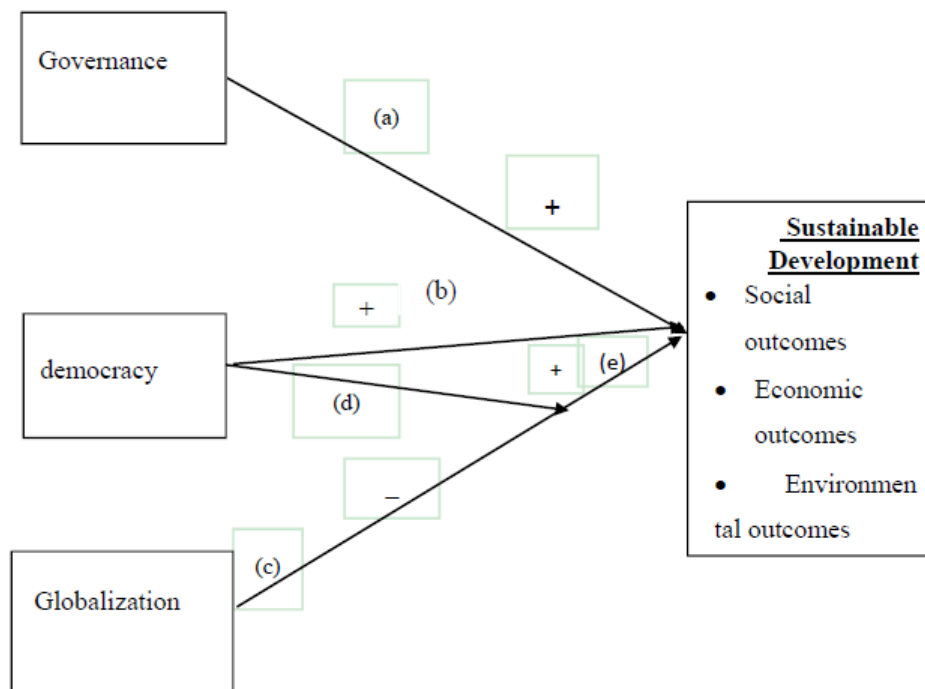 Governance
(a)
+
Sustainable
Development
• Social
outcomes
• Economic
outcomes
• Environmen
tal outcomes
(b)
+
democracy
+
(e)
(d)
–
(c)
Globalization